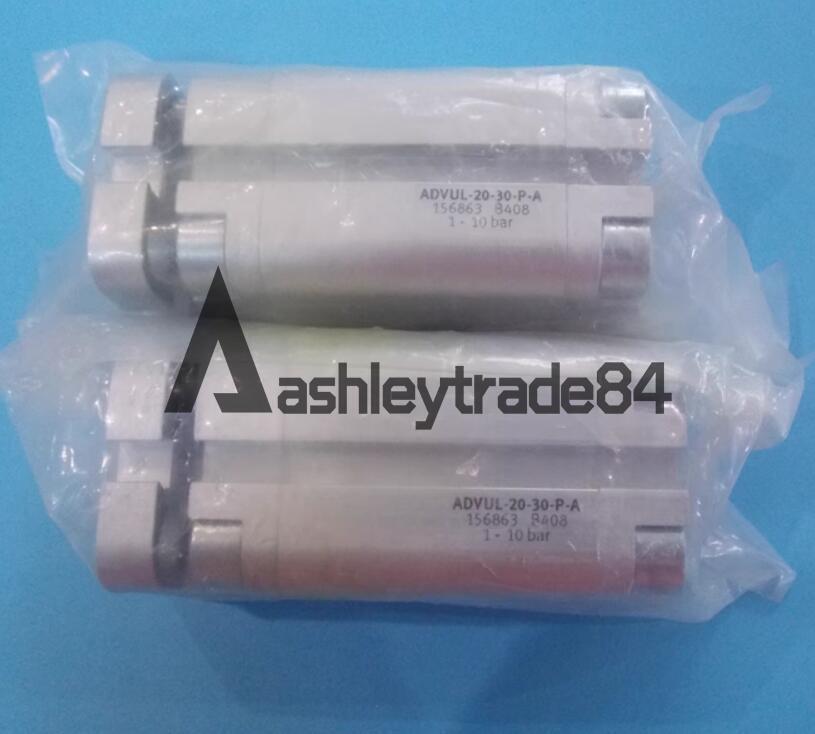 ADVUL-20-30-P-A
156863 B408
1 - 10 bar
Aashleytrade84
ADVUL-20-30-P-A
156863 B408
1 - 10 bar